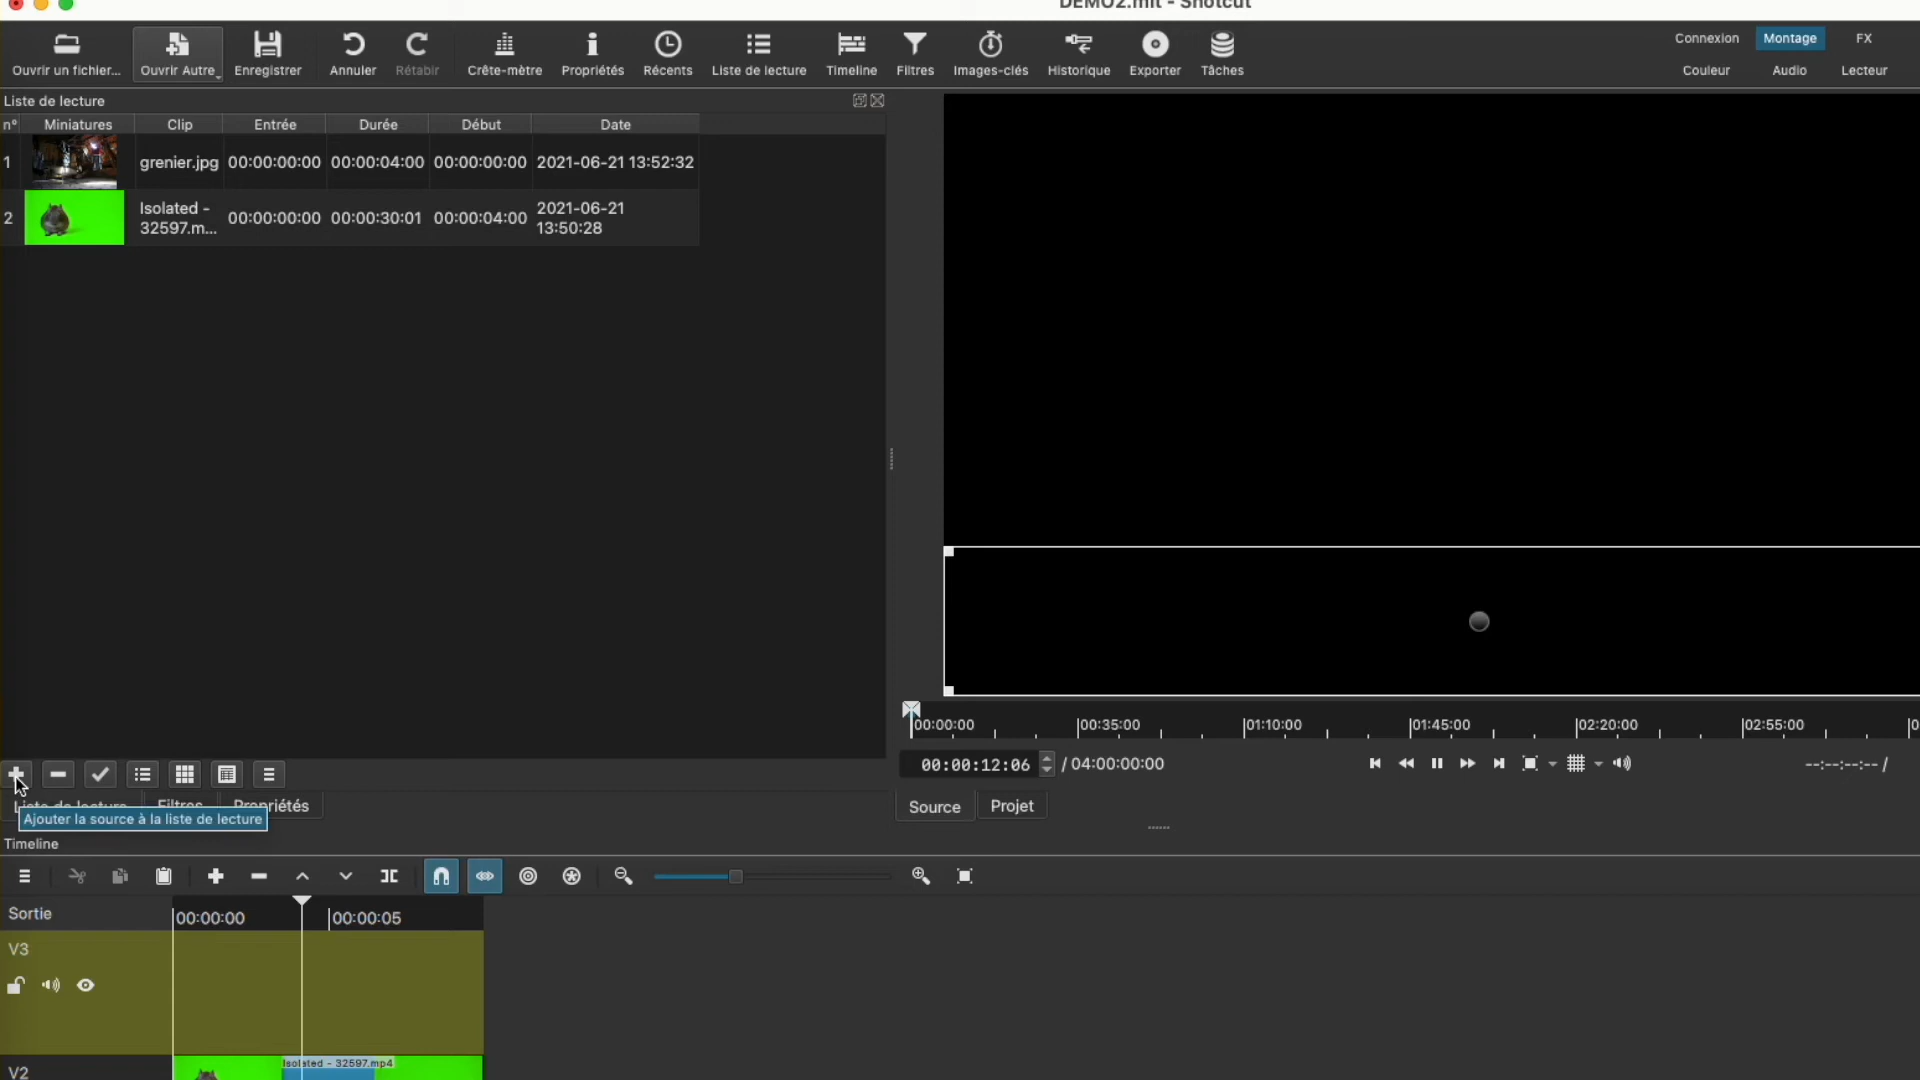 DEMO2.mlt - Shotcut
Ouvrir un fichier... Ouvrir Autre Enregistrer Annuler Rétablir Crête-mètre Propriétés Récents Liste de lecture Timeline Filtres Images-clés Historique Exporter Tâches
Connexion Montage FX
Couleur Audio Lecteur
Liste de lecture
n° Miniatures Clip Entrée Durée Début Date
1 grenier.jpg 00:00:00:00 00:00:04:00 00:00:00:00 2021-06-21 13:52:32
2 Isolated - 32597.m... 00:00:00:00 00:00:30:01 00:00:04:00 2021-06-21 13:50:28
00:00:00 00:35:00 01:10:00 01:45:00 02:20:00 02:55:00 0
00:00:12:06 / 04:00:00:00 --:--:--:-- /
Liste de lecture Filtres Propriétés
Source Projet
Ajouter la source à la liste de lecture
Timeline
Sortie 00:00:00 00:00:05
V3
V2 Isolated - 32597.mp4